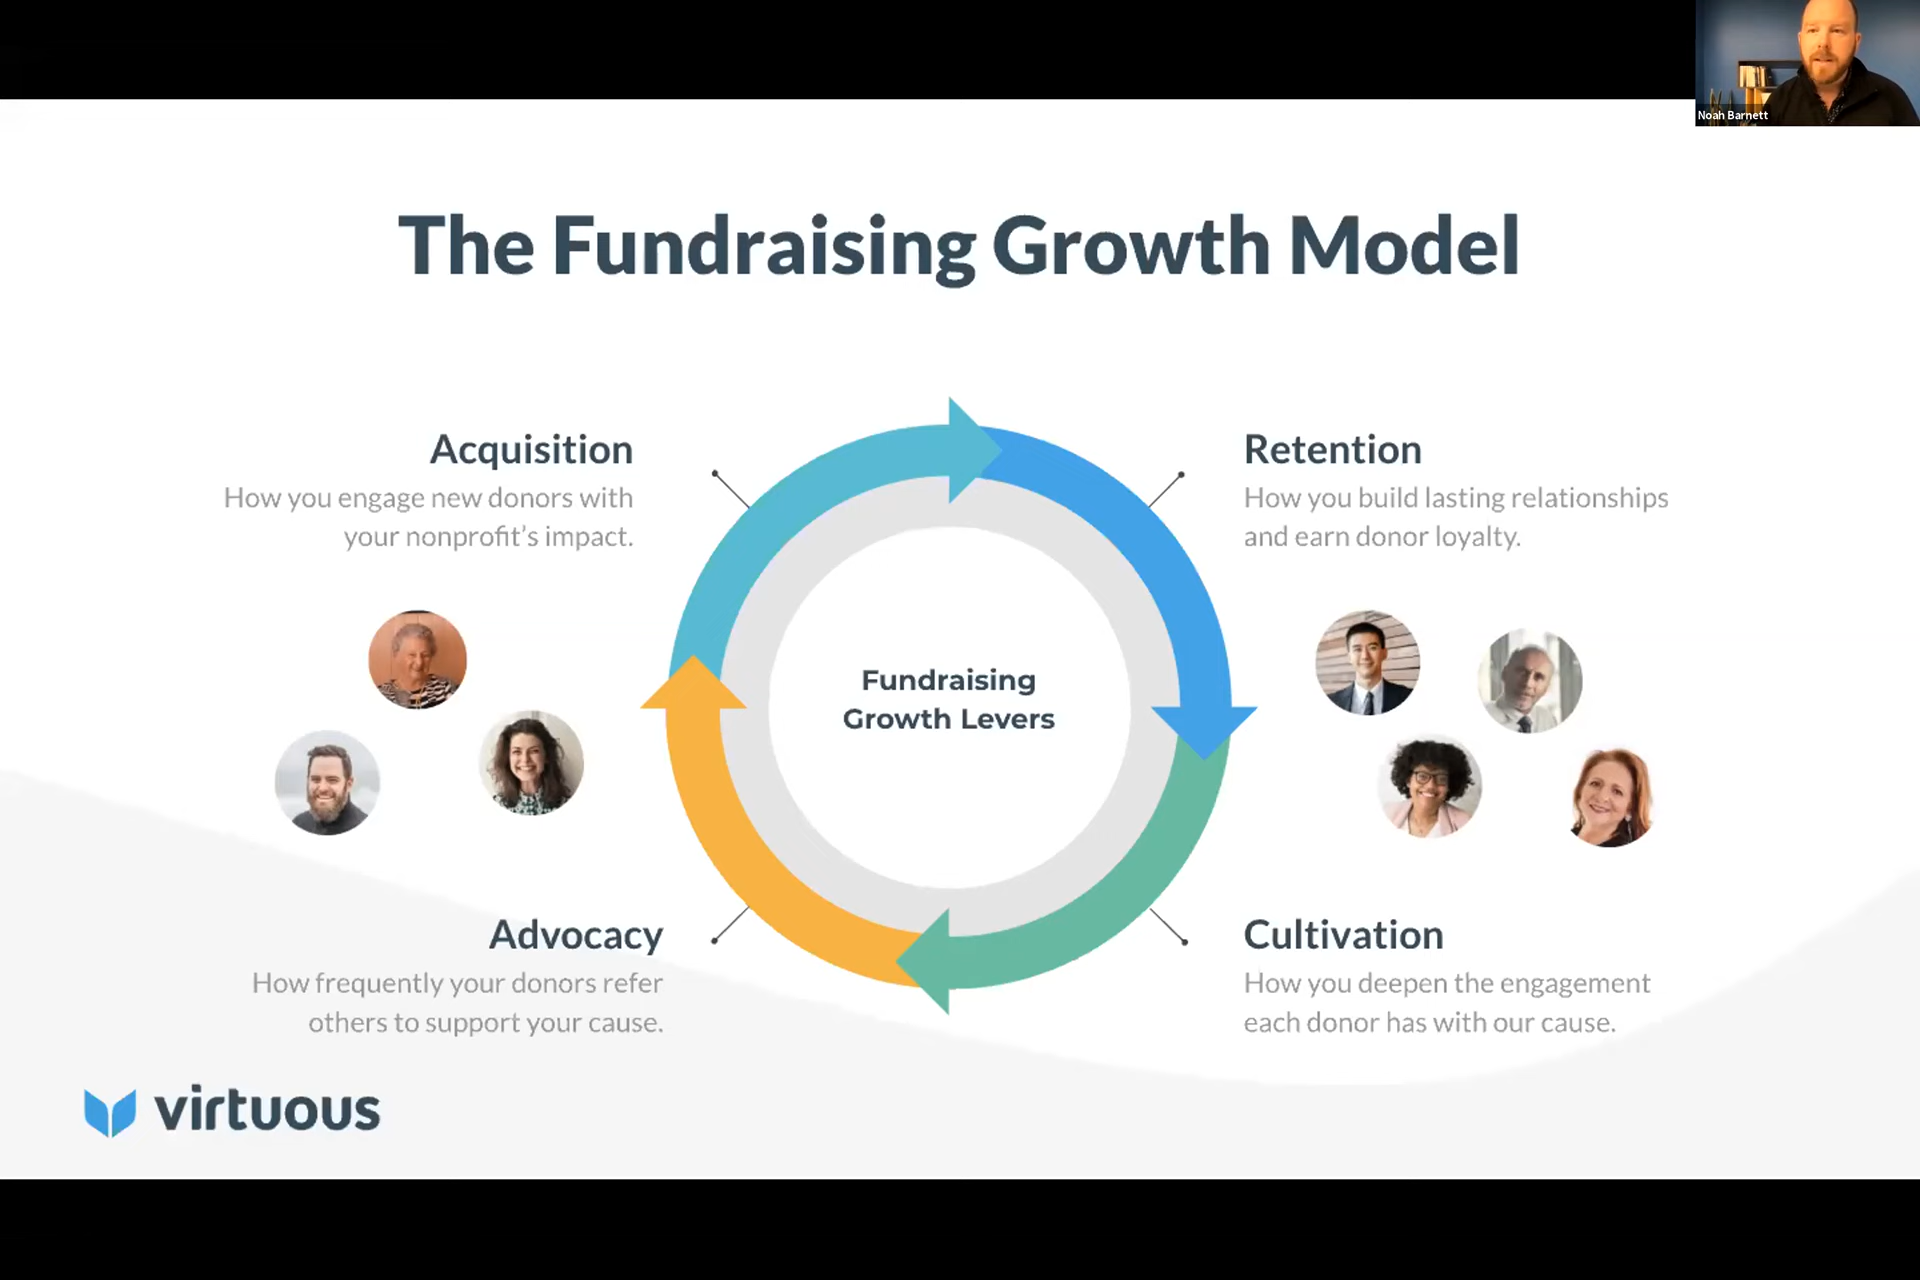 Noah Barnett
The Fundraising Growth Model
Acquisition
How you engage new donors with
your nonprofit's impact.
Retention
How you build lasting relationships
and earn donor loyalty.
Fundraising
Growth Levers
Advocacy
How frequently your donors refer
others to support your cause.
Cultivation
How you deepen the engagement
each donor has with our cause.
virtuous